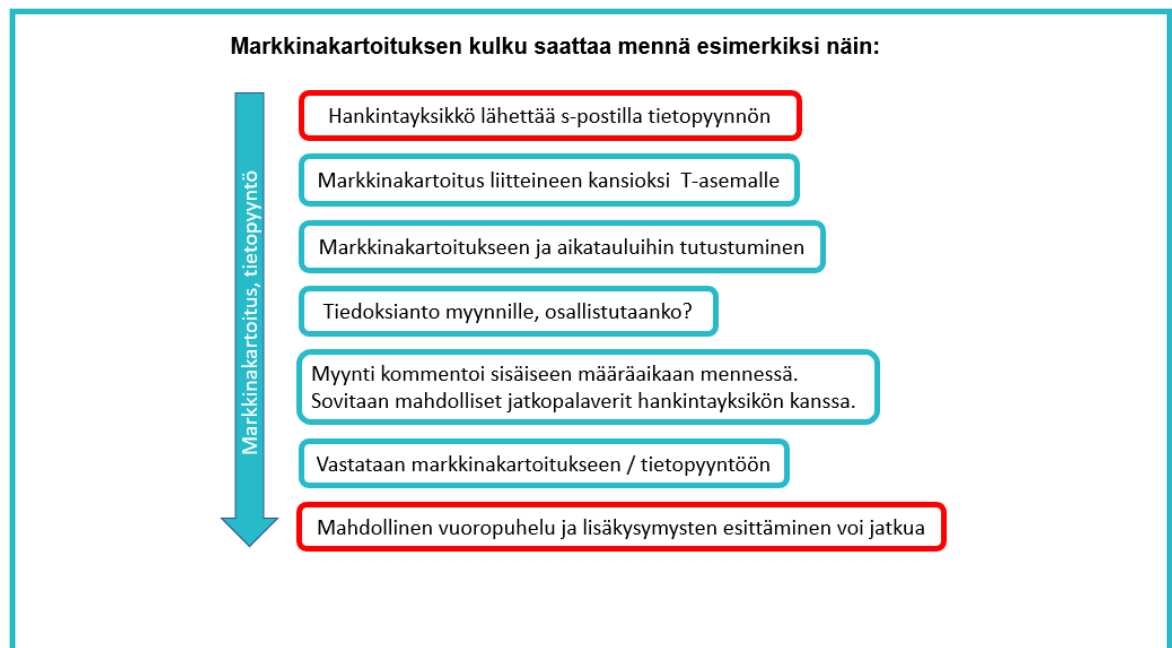 Markkinakartoituksen kulku saattaa mennä esimerkiksi näin:
Markkinakartoitus, tietopyyntö
Hankintayksikkö lähettää s-postilla tietopyynnön
Markkinakartoitus liitteineen kansioksi T-asemalle
Markkinakartoitukseen ja aikatauluihin tutustuminen
Tiedoksianto myynnille, osallistutaanko?
Myynti kommentoi sisäiseen määräaikaan mennessä.
Sovitaan mahdolliset jatkopalaverit hankintayksikön kanssa.
Vastataan markkinakartoitukseen / tietopyyntöön
Mahdollinen vuoropuhelu ja lisäkysymysten esittäminen voi jatkua